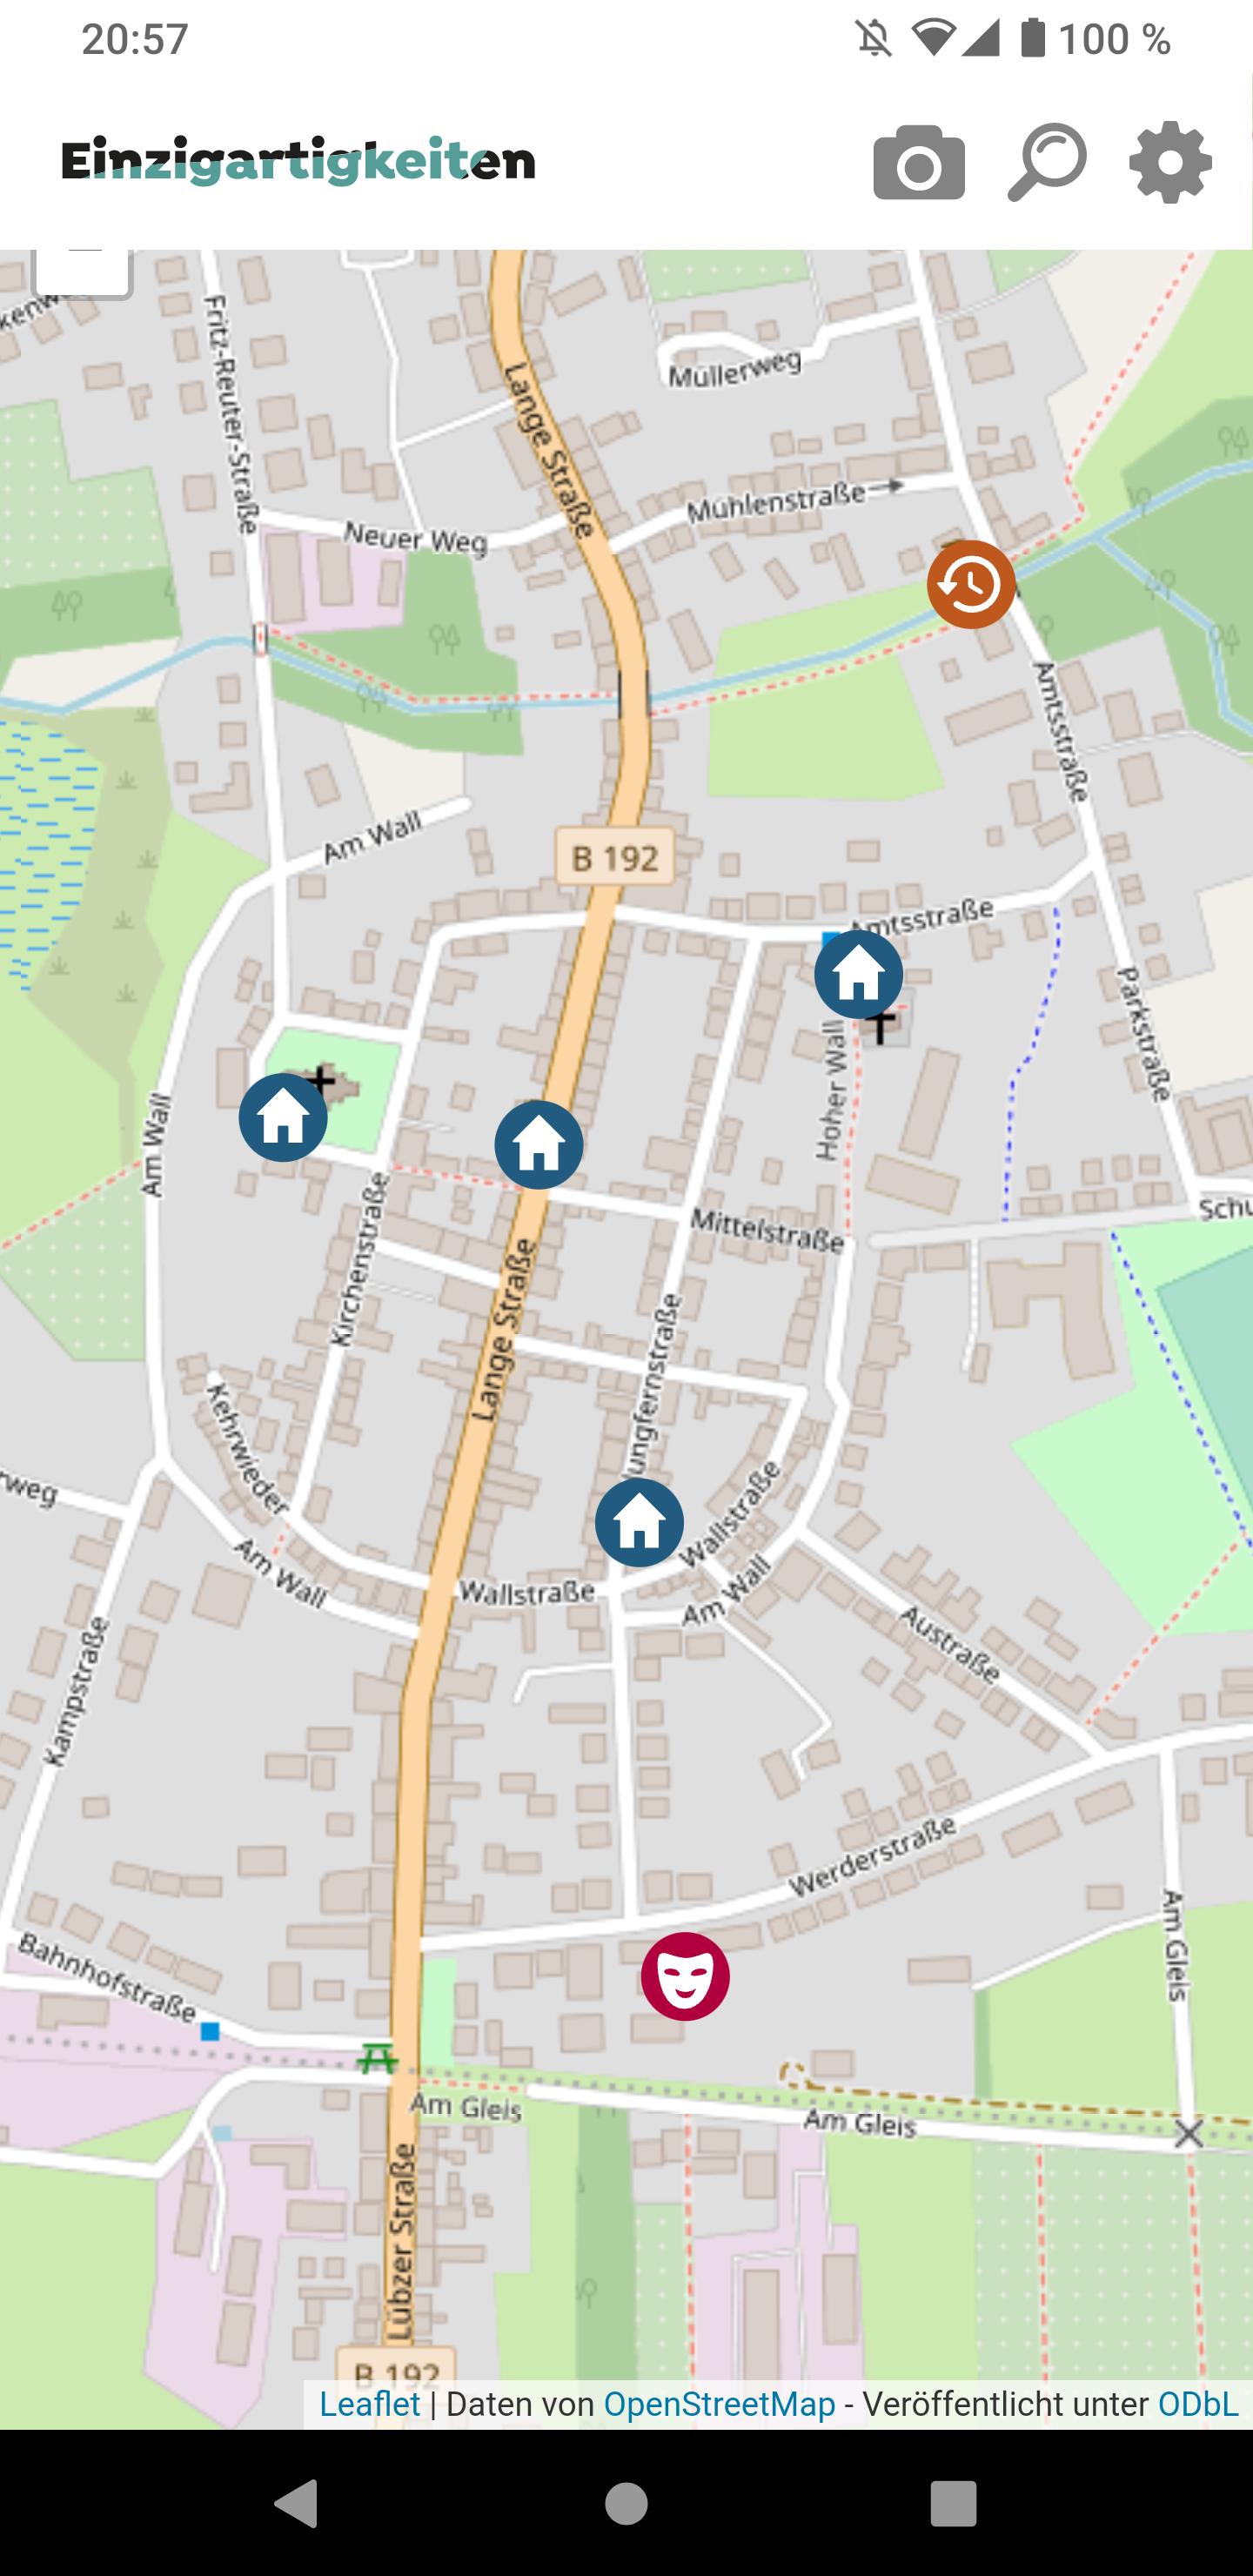 20:57
100 %
Einzigartigkeiten
Fritz-Reuter-Straße
Lange Straße
Müllerweg
Neuer Weg
Mühlenstraße
Amtsstraße
Am Wall
B 192
Amtsstraße
Parkstraße
Hoher Wall
Am Wall
Kirchenstraße
Mittelstraße
Lange Straße
Kehrwieder
Wallstraße
Am Wall
Wallstraße
Am Wall
Austraße
Kampstraße
Werderstraße
Am Gleis
Bahnhofstraße
Am Gleis
Am Gleis
Lübzer Straße
B 192
Leaflet | Daten von OpenStreetMap - Veröffentlicht unter ODbL